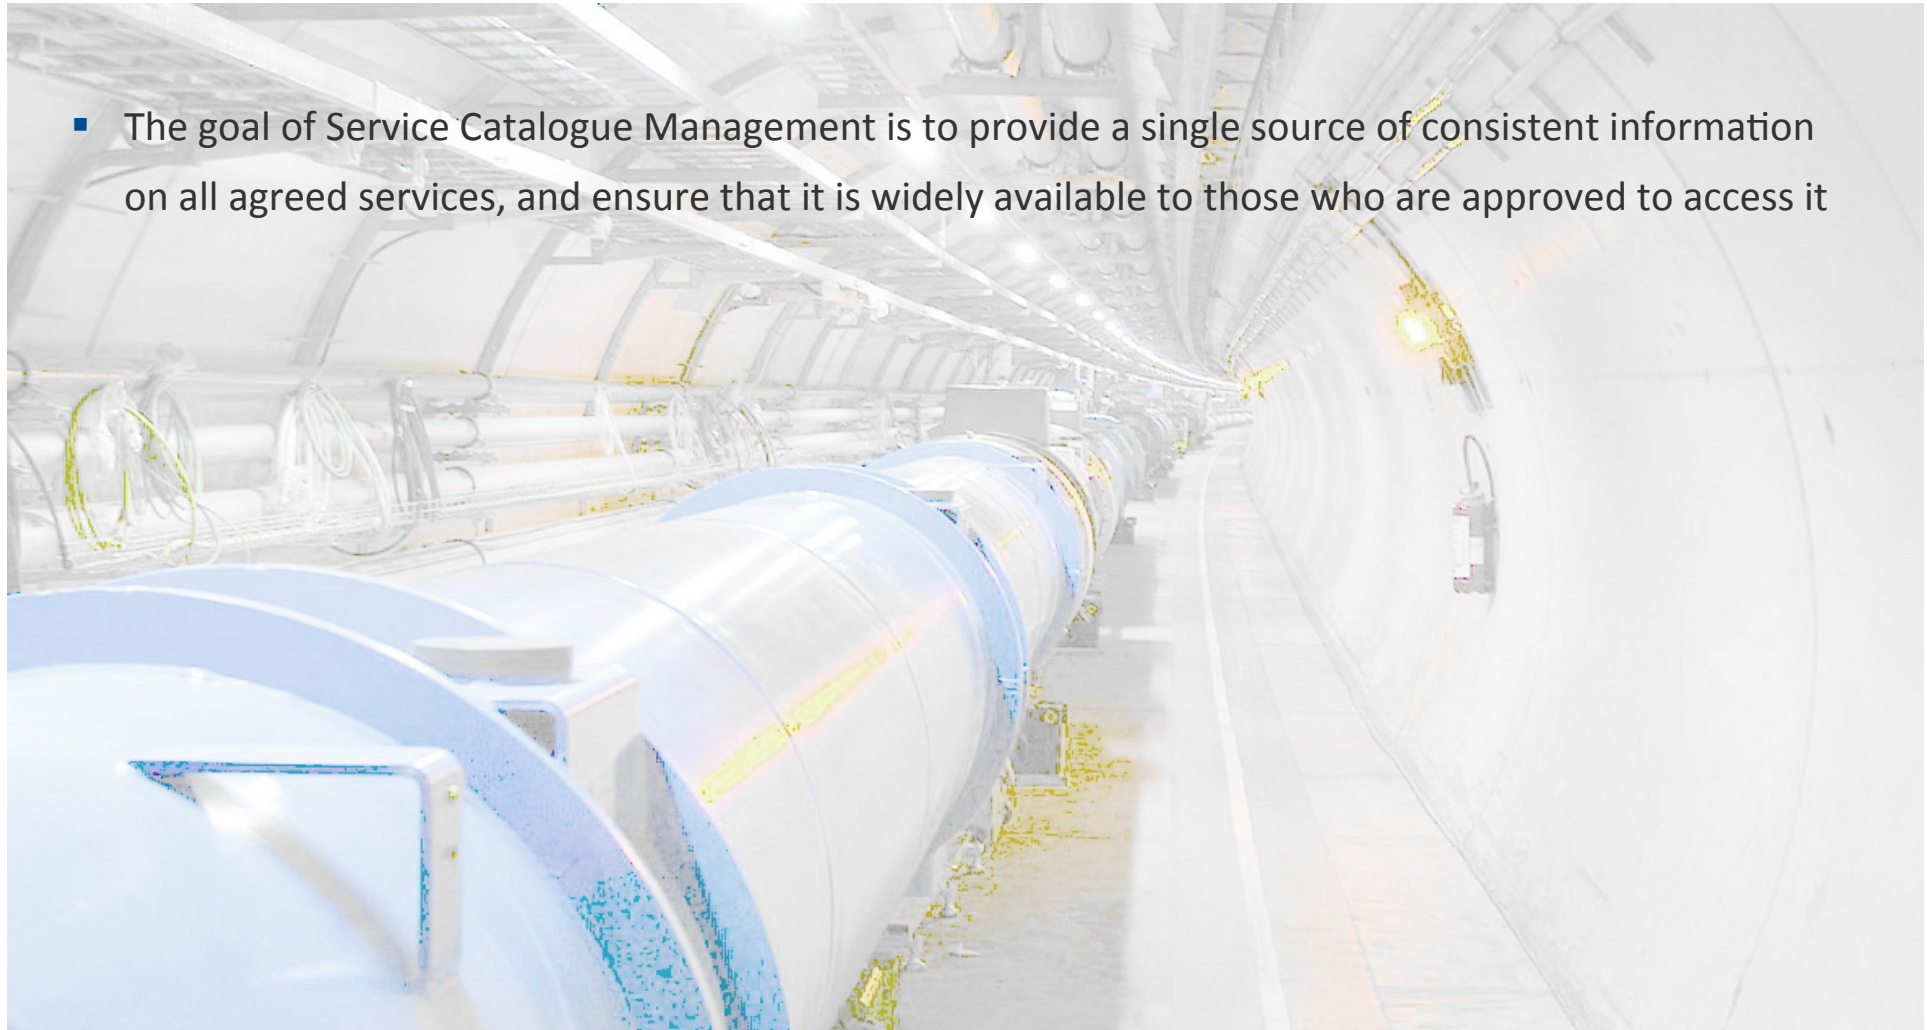 ▪ The goal of Service Catalogue Management is to provide a single source of consistent information
on all agreed services, and ensure that it is widely available to those who are approved to access it